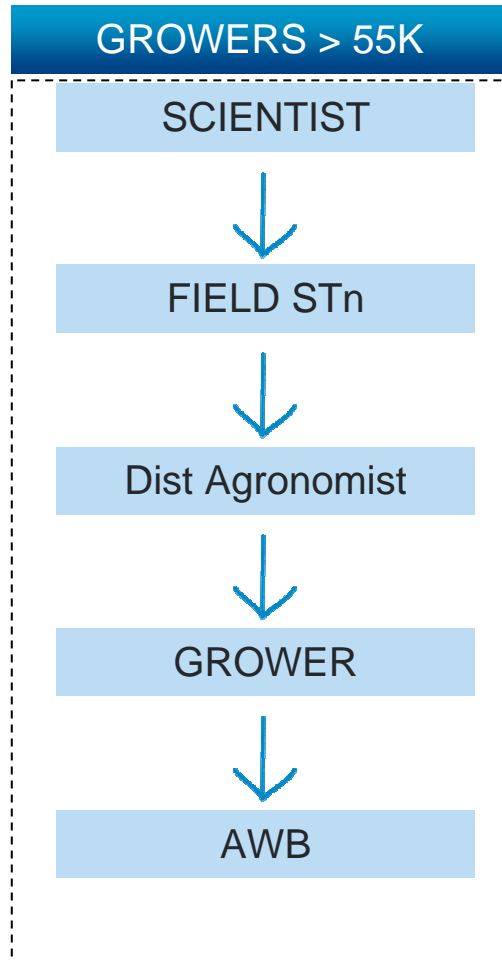 GROWERS > 55K
SCIENTIST
FIELD STn
Dist Agronomist
GROWER
AWB